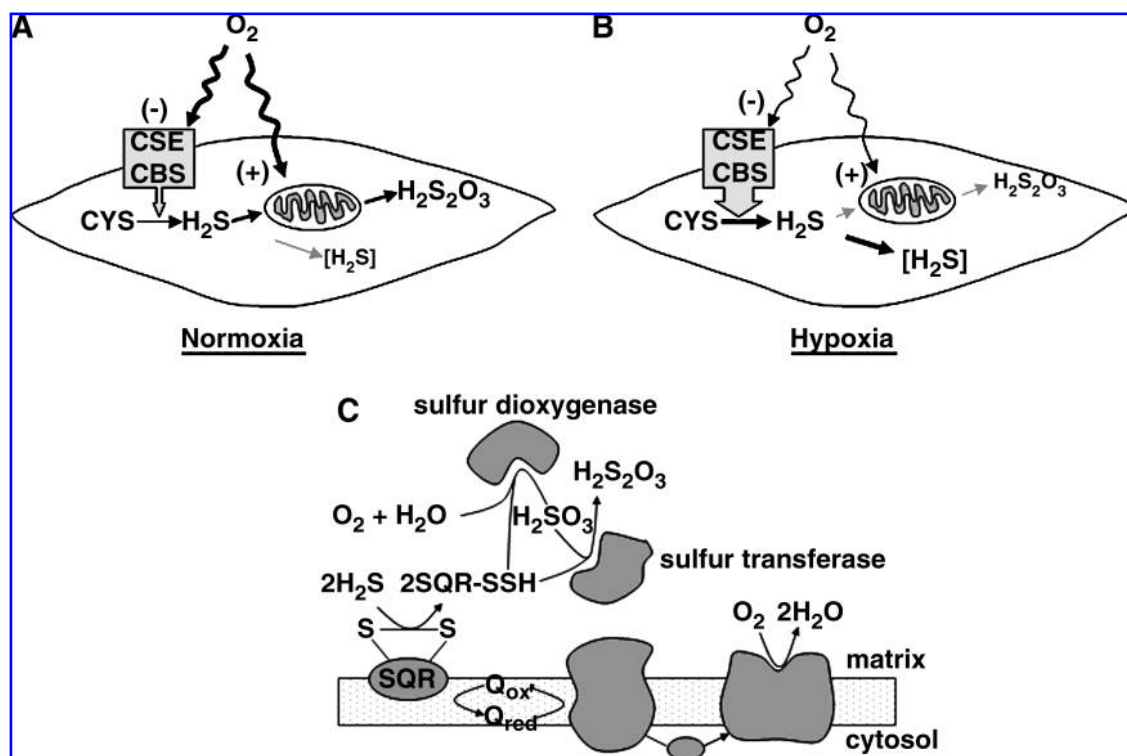 A
O₂
(-)
CSE
CBS
(+)
CYS
H₂S
H₂S₂O₃
[H₂S]
Normoxia
B
O₂
(-)
CSE
CBS
(+)
CYS
H₂S
H₂S₂O₃
[H₂S]
Hypoxia
C
sulfur dioxygenase
H₂S₂O₃
O₂ + H₂O
H₂SO₃
sulfur transferase
2H₂S 2SQR-SSH
O₂ 2H₂O
S S
SQR
matrix
Qox
Qred
cytosol